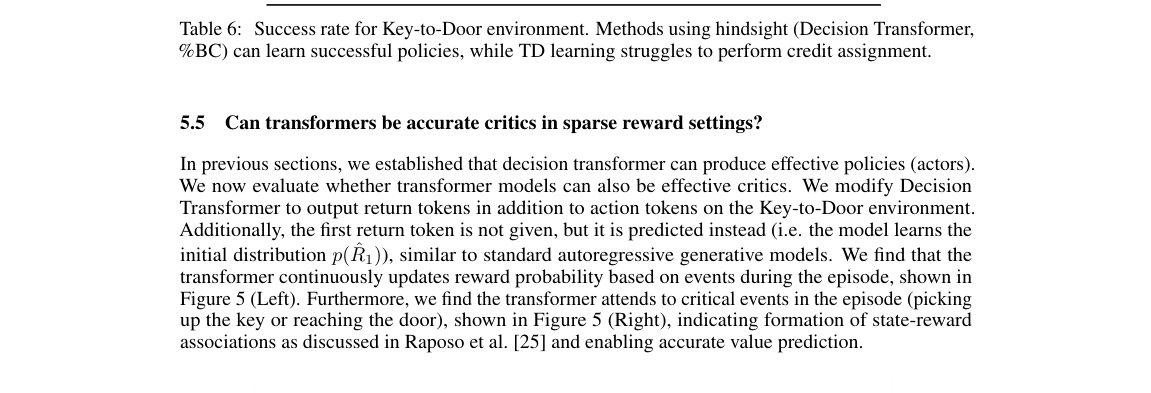 Table 6: Success rate for Key-to-Door environment. Methods using hindsight (Decision Transformer,
%BC) can learn successful policies, while TD learning struggles to perform credit assignment.
5.5 Can transformers be accurate critics in sparse reward settings?
In previous sections, we established that decision transformer can produce effective policies (actors).
We now evaluate whether transformer models can also be effective critics. We modify Decision
Transformer to output return tokens in addition to action tokens on the Key-to-Door environment.
Additionally, the first return token is not given, but it is predicted instead (i.e. the model learns the
initial distribution p(R̂₁)), similar to standard autoregressive generative models. We find that the
transformer continuously updates reward probability based on events during the episode, shown in
Figure 5 (Left). Furthermore, we find the transformer attends to critical events in the episode (picking
up the key or reaching the door), shown in Figure 5 (Right), indicating formation of state-reward
associations as discussed in Raposo et al. [25] and enabling accurate value prediction.